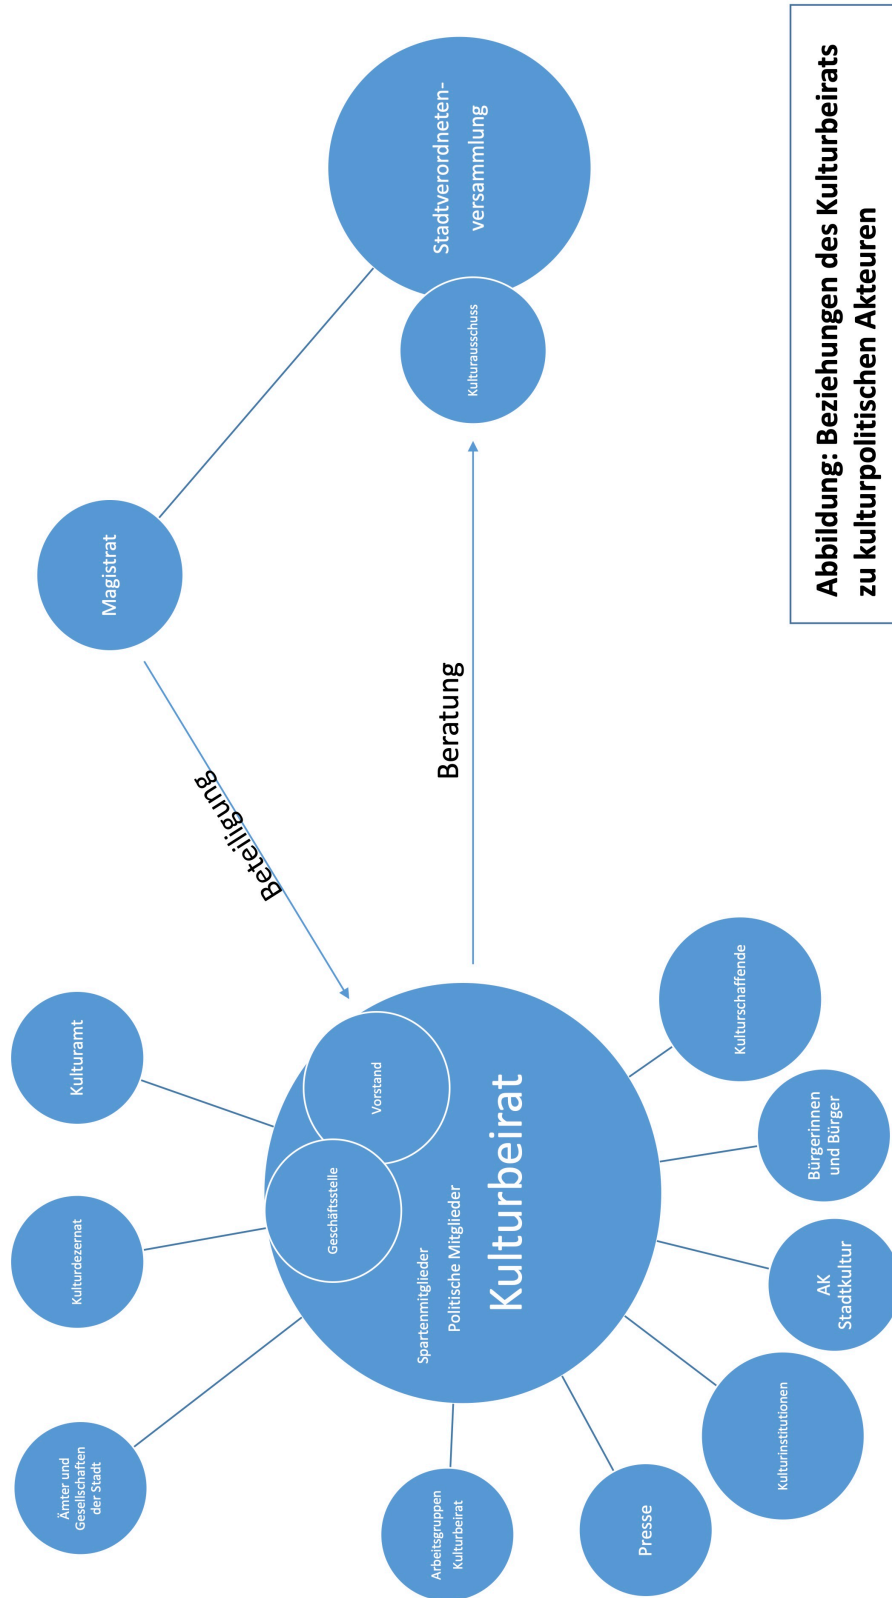 Ämter und
Gesellschaften
der Stadt
Kulturdezernat
Kulturamt
Magistrat
Beteiligung
Stadtverordneten-
versammlung
Kulturausschuss
Beratung
Geschäftsstelle
Vorstand
Spartenmitglieder
Politische Mitglieder
Kulturbeirat
Arbeitsgruppen
Kulturbeirat
Presse
Kulturinstitutionen
AK
Stadtkultur
Bürgerinnen
und Bürger
Kulturschaffende
Abbildung: Beziehungen des Kulturbeirats
zu kulturpolitischen Akteuren